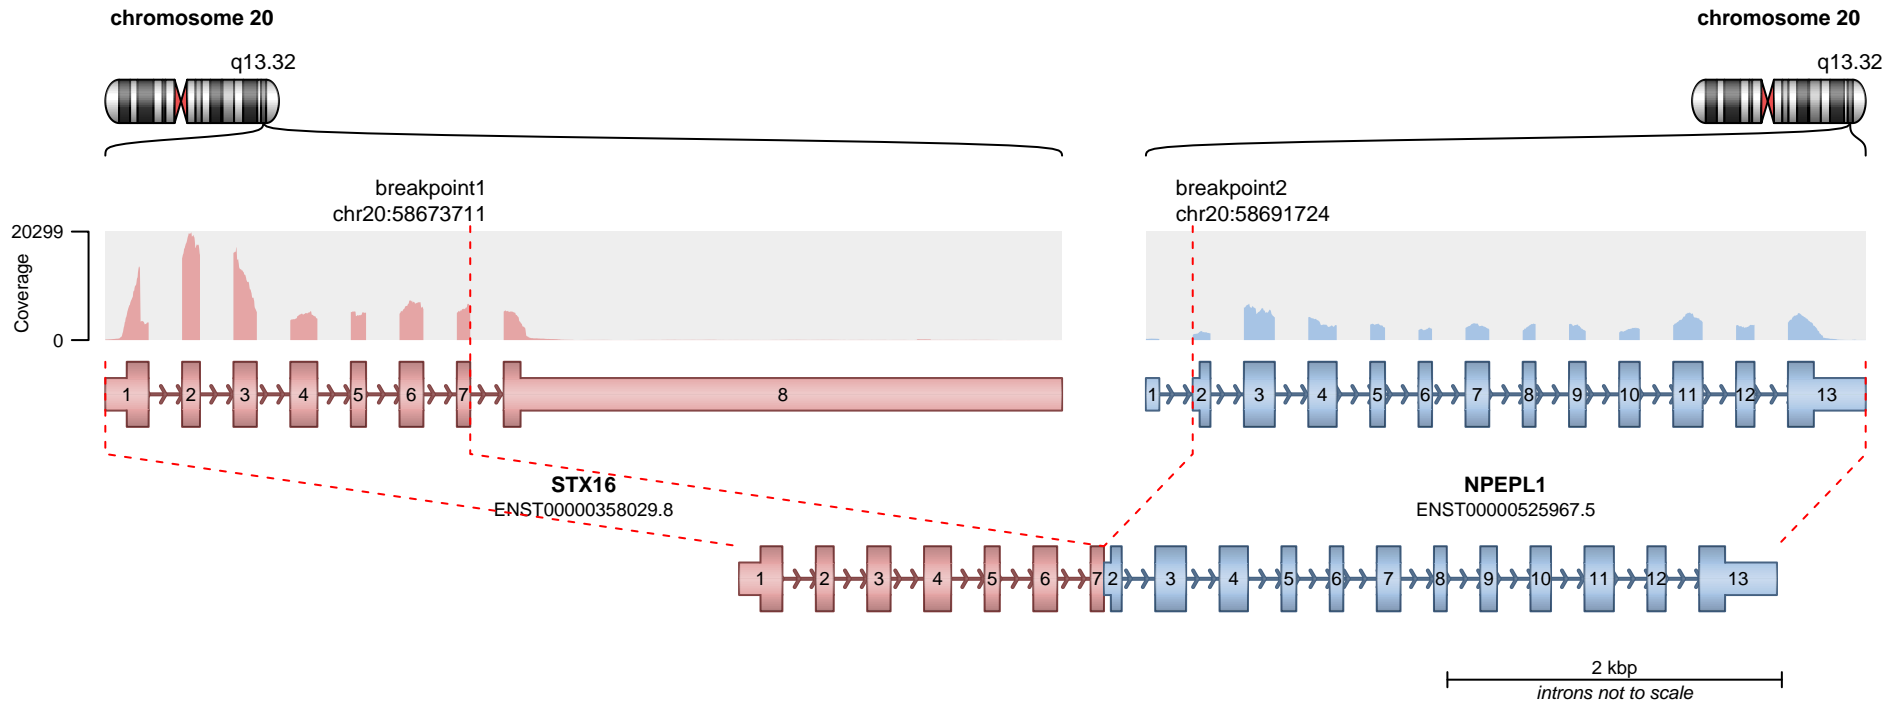 chromosome 20
chromosome 20
q13.32
q13.32
breakpoint1
chr20:58673711
breakpoint2
chr20:58691724
20299
Coverage
0
1 2 3 4 5 6 7 8
1 2 3 4 5 6 7 8 9 10 11 12 13
STX16
ENST00000358029.8
NPEPL1
ENST00000525967.5
1 2 3 4 5 6 7 2 3 4 5 6 7 8 9 10 11 12 13
2 kbp
introns not to scale